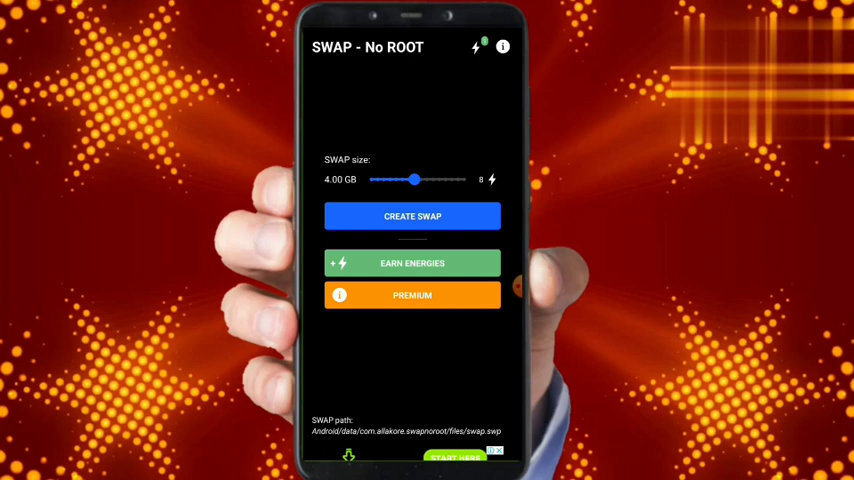 SWAP - No ROOT
SWAP size:
4.00 GB
8
CREATE SWAP
+
EARN ENERGIES
PREMIUM
SWAP path:
Android/data/com.allakore.swapnoroot/files/swap.swp
START HERE